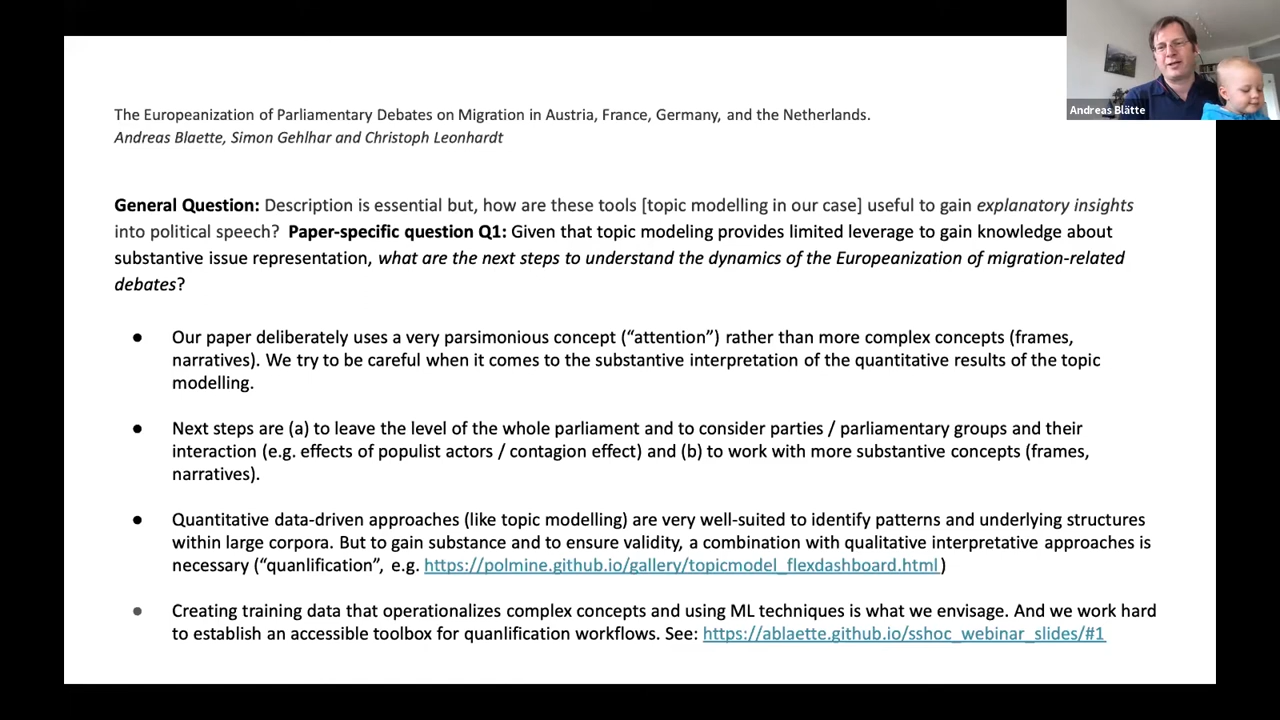 Andreas Blätte
The Europeanization of Parliamentary Debates on Migration in Austria, France, Germany, and the Netherlands.
Andreas Blaette, Simon Gehlhar and Christoph Leonhardt
General Question: Description is essential but, how are these tools [topic modelling in our case] useful to gain explanatory insights
into political speech? Paper-specific question Q1: Given that topic modeling provides limited leverage to gain knowledge about
substantive issue representation, what are the next steps to understand the dynamics of the Europeanization of migration-related
debates?
● Our paper deliberately uses a very parsimonious concept (“attention”) rather than more complex concepts (frames,
narratives). We try to be careful when it comes to the substantive interpretation of the quantitative results of the topic
modelling.
● Next steps are (a) to leave the level of the whole parliament and to consider parties / parliamentary groups and their
interaction (e.g. effects of populist actors / contagion effect) and (b) to work with more substantive concepts (frames,
narratives).
● Quantitative data-driven approaches (like topic modelling) are very well-suited to identify patterns and underlying structures
within large corpora. But to gain substance and to ensure validity, a combination with qualitative interpretative approaches is
necessary (“quanlification”, e.g. https://polmine.github.io/gallery/topicmodel_flexdashboard.html)
● Creating training data that operationalizes complex concepts and using ML techniques is what we envisage. And we work hard
to establish an accessible toolbox for quanlification workflows. See: https://ablaette.github.io/sshoc_webinar_slides/#1